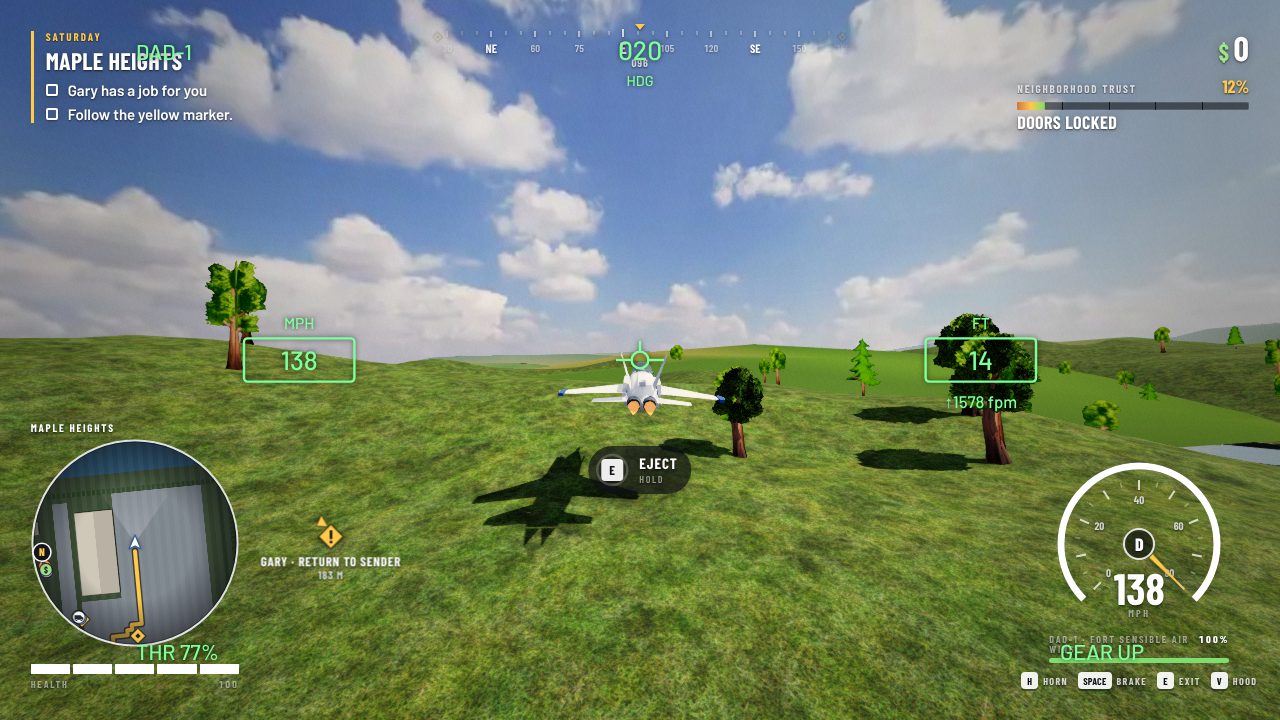 SATURDAY
MAPLE HEIGHTS
DAD-1
Gary has a job for you
Follow the yellow marker.
NE 60 75 E 105 120 SE 150
020
098
HDG
$0
NEIGHBORHOOD TRUST 12%
DOORS LOCKED
MPH
138
FT
14
↑1578 fpm
E EJECT
HOLD
MAPLE HEIGHTS
N
$
GARY · RETURN TO SENDER
183 M
THR 77%
HEALTH 100
0 20 40 60 80
D
138
MPH
DAD-1 · FORT SENSIBLE AIR 100%
GEAR UP
H HORN SPACE BRAKE E EXIT V HOOD